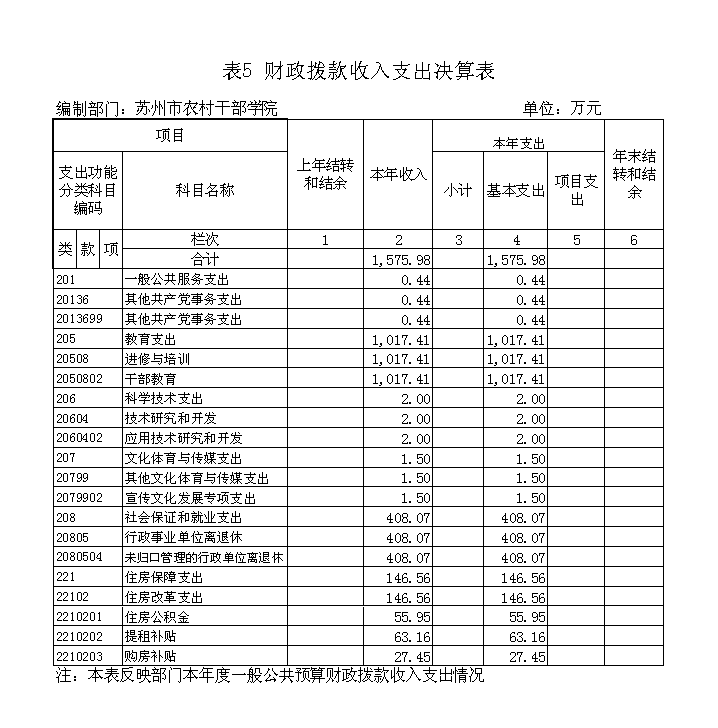 表5 财政拨款收入支出决算表
编制部门：苏州市农村干部学院 单位：万元
项目 上年结转和结余 本年收入 本年支出 年末结转和结余
支出功能分类科目编码 科目名称 小计 基本支出 项目支出
类 款 项 栏次 1 2 3 4 5 6
合计 1,575.98 1,575.98
201 一般公共服务支出 0.44 0.44
20136 其他共产党事务支出 0.44 0.44
2013699 其他共产党事务支出 0.44 0.44
205 教育支出 1,017.41 1,017.41
20508 进修与培训 1,017.41 1,017.41
2050802 干部教育 1,017.41 1,017.41
206 科学技术支出 2.00 2.00
20604 技术研究和开发 2.00 2.00
2060402 应用技术研究和开发 2.00 2.00
207 文化体育与传媒支出 1.50 1.50
20799 其他文化体育与传媒支出 1.50 1.50
2079902 宣传文化发展专项支出 1.50 1.50
208 社会保证和就业支出 408.07 408.07
20805 行政事业单位离退休 408.07 408.07
2080504 未归口管理的行政单位离退休 408.07 408.07
221 住房保障支出 146.56 146.56
22102 住房改革支出 146.56 146.56
2210201 住房公积金 55.95 55.95
2210202 提租补贴 63.16 63.16
2210203 购房补贴 27.45 27.45
注：本表反映部门本年度一般公共预算财政拨款收入支出情况